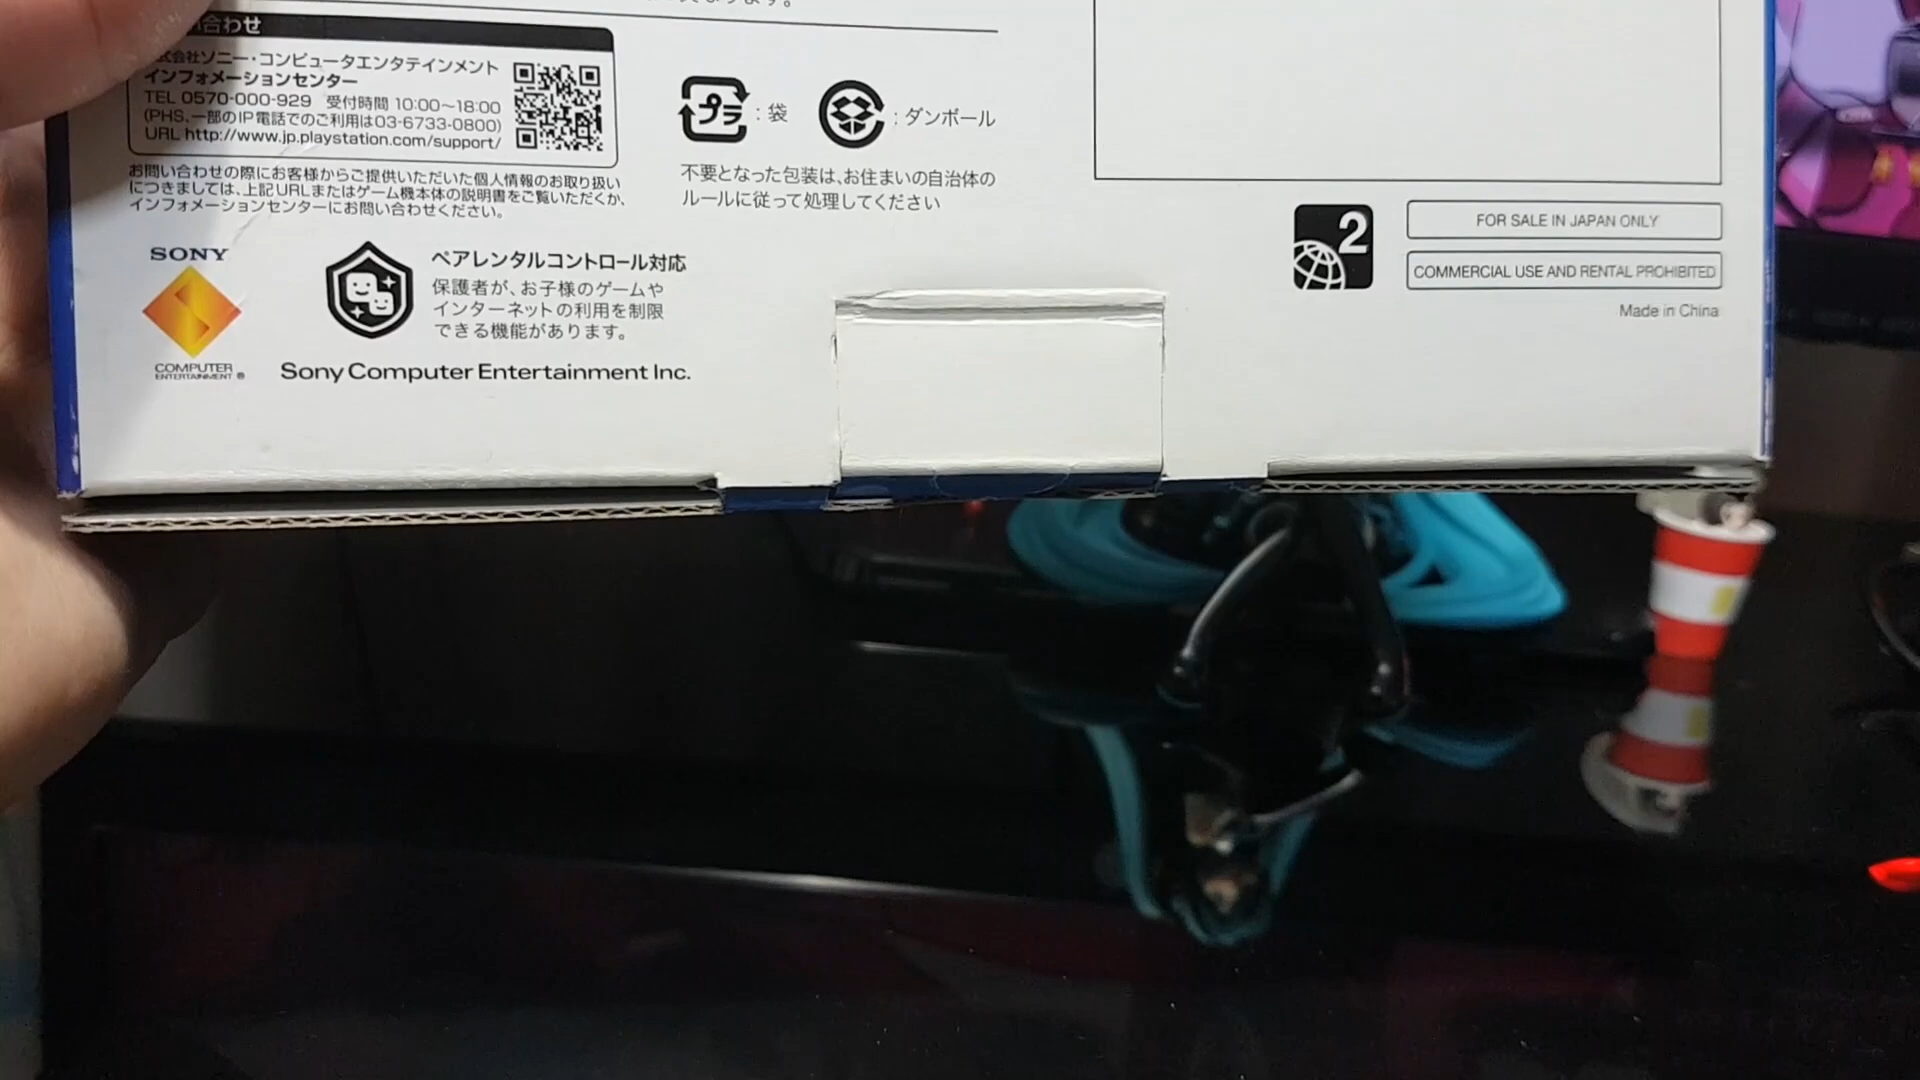 ます。
合わせ
式会社ソニー・コンピュータエンタテインメント
インフォメーションセンター
TEL 0570-000-929 受付時間 10:00〜18:00
(PHS、一部のIP電話でのご利用は03-6733-0800)
URL http://www.jp.playstation.com/support/
お問い合わせの際にお客様からご提供いただいた個人情報のお取り扱い
につきましては、上記URLまたはゲーム機本体の説明書をご覧いただくか、
インフォメーションセンターにお問い合わせください。
プラ : 袋
: ダンボール
不要となった包装は、お住まいの自治体の
ルールに従って処理してください
SONY
COMPUTER
ENTERTAINMENT ®
ペアレンタルコントロール対応
保護者が、お子様のゲームや
インターネットの利用を制限
できる機能があります。
Sony Computer Entertainment Inc.
2
FOR SALE IN JAPAN ONLY
COMMERCIAL USE AND RENTAL PROHIBITED
Made in China